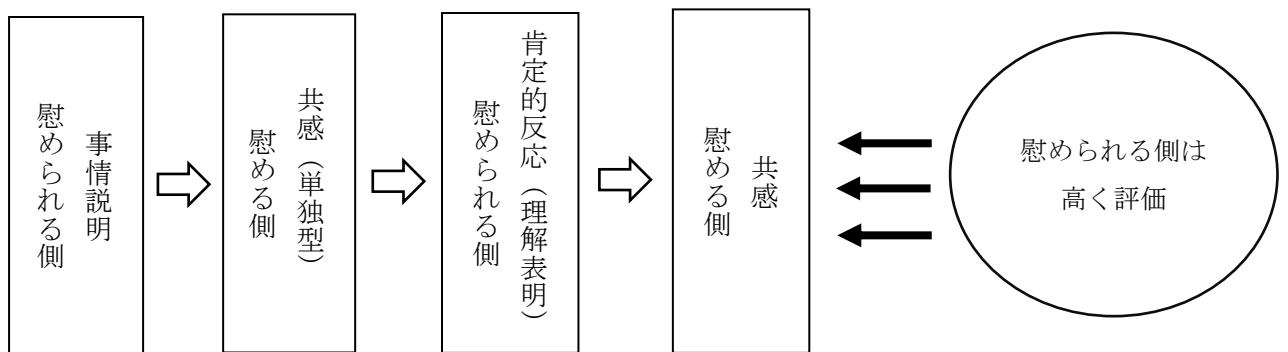 事情説明
慰められる側
共感（単独型）
慰める側
肯定的反応（理解表明）
慰められる側
共感
慰める側
慰められる側は
高く評価